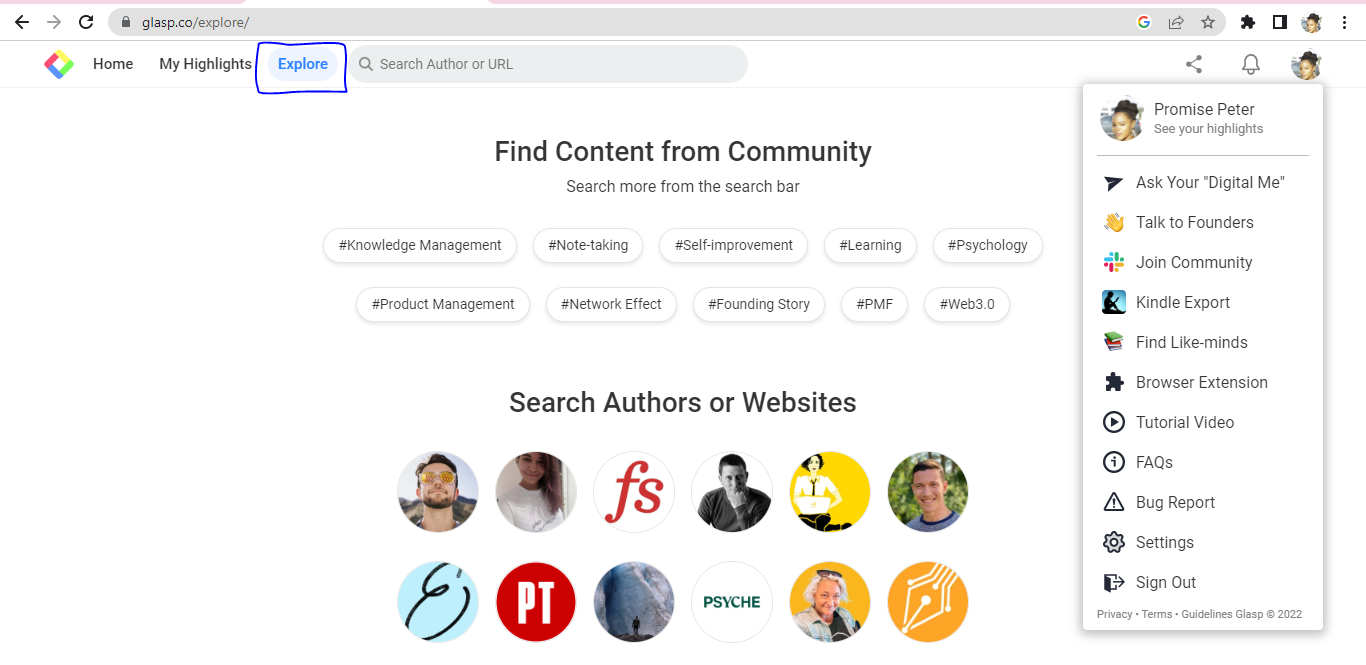 glasp.co/explore/
Home My Highlights Explore Search Author or URL
Find Content from Community
Search more from the search bar
#Knowledge Management #Note-taking #Self-improvement #Learning #Psychology
#Product Management #Network Effect #Founding Story #PMF #Web3.0
Search Authors or Websites
fs
PT
PSYCHE
Promise Peter
See your highlights
Ask Your "Digital Me"
Talk to Founders
Join Community
Kindle Export
Find Like-minds
Browser Extension
Tutorial Video
FAQs
Bug Report
Settings
Sign Out
Privacy • Terms • Guidelines Glasp © 2022